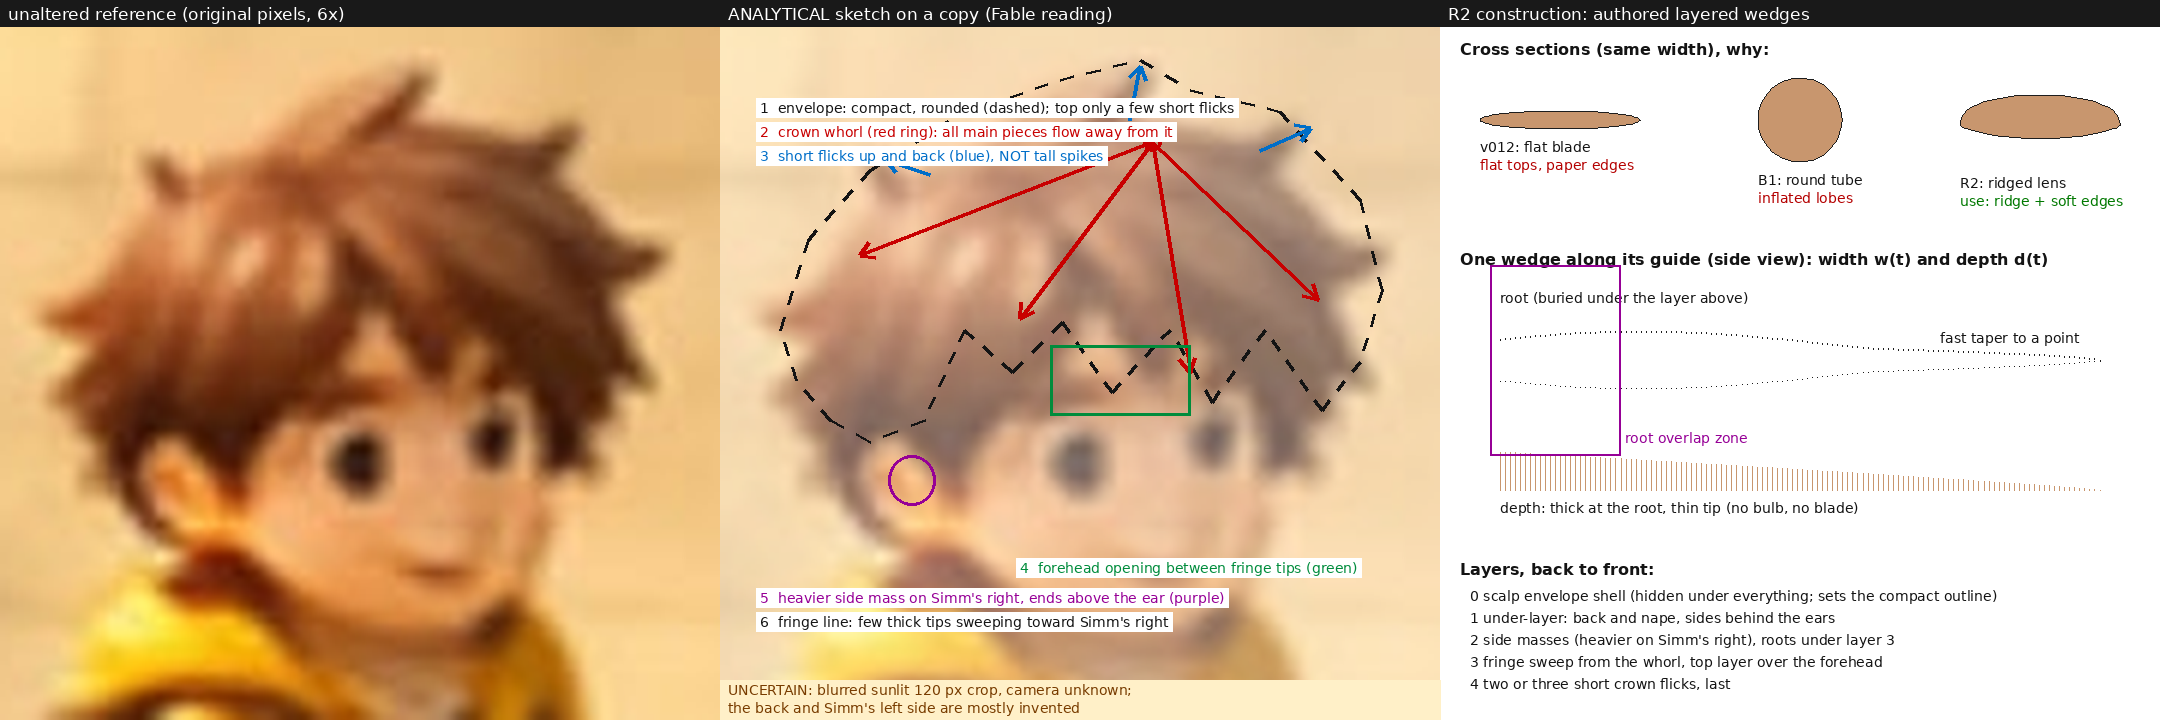 unaltered reference (original pixels, 6x)
ANALYTICAL sketch on a copy (Fable reading)
1 envelope: compact, rounded (dashed); top only a few short flicks
2 crown whorl (red ring): all main pieces flow away from it
3 short flicks up and back (blue), NOT tall spikes
4 forehead opening between fringe tips (green)
5 heavier side mass on Simm's right, ends above the ear (purple)
6 fringe line: few thick tips sweeping toward Simm's right
UNCERTAIN: blurred sunlit 120 px crop, camera unknown;
the back and Simm's left side are mostly invented
R2 construction: authored layered wedges
Cross sections (same width), why:
v012: flat blade
flat tops, paper edges
B1: round tube
inflated lobes
R2: ridged lens
use: ridge + soft edges
One wedge along its guide (side view): width w(t) and depth d(t)
root (buried under the layer above)
fast taper to a point
root overlap zone
depth: thick at the root, thin tip (no bulb, no blade)
Layers, back to front:
0 scalp envelope shell (hidden under everything; sets the compact outline)
1 under-layer: back and nape, sides behind the ears
2 side masses (heavier on Simm's right), roots under layer 3
3 fringe sweep from the whorl, top layer over the forehead
4 two or three short crown flicks, last